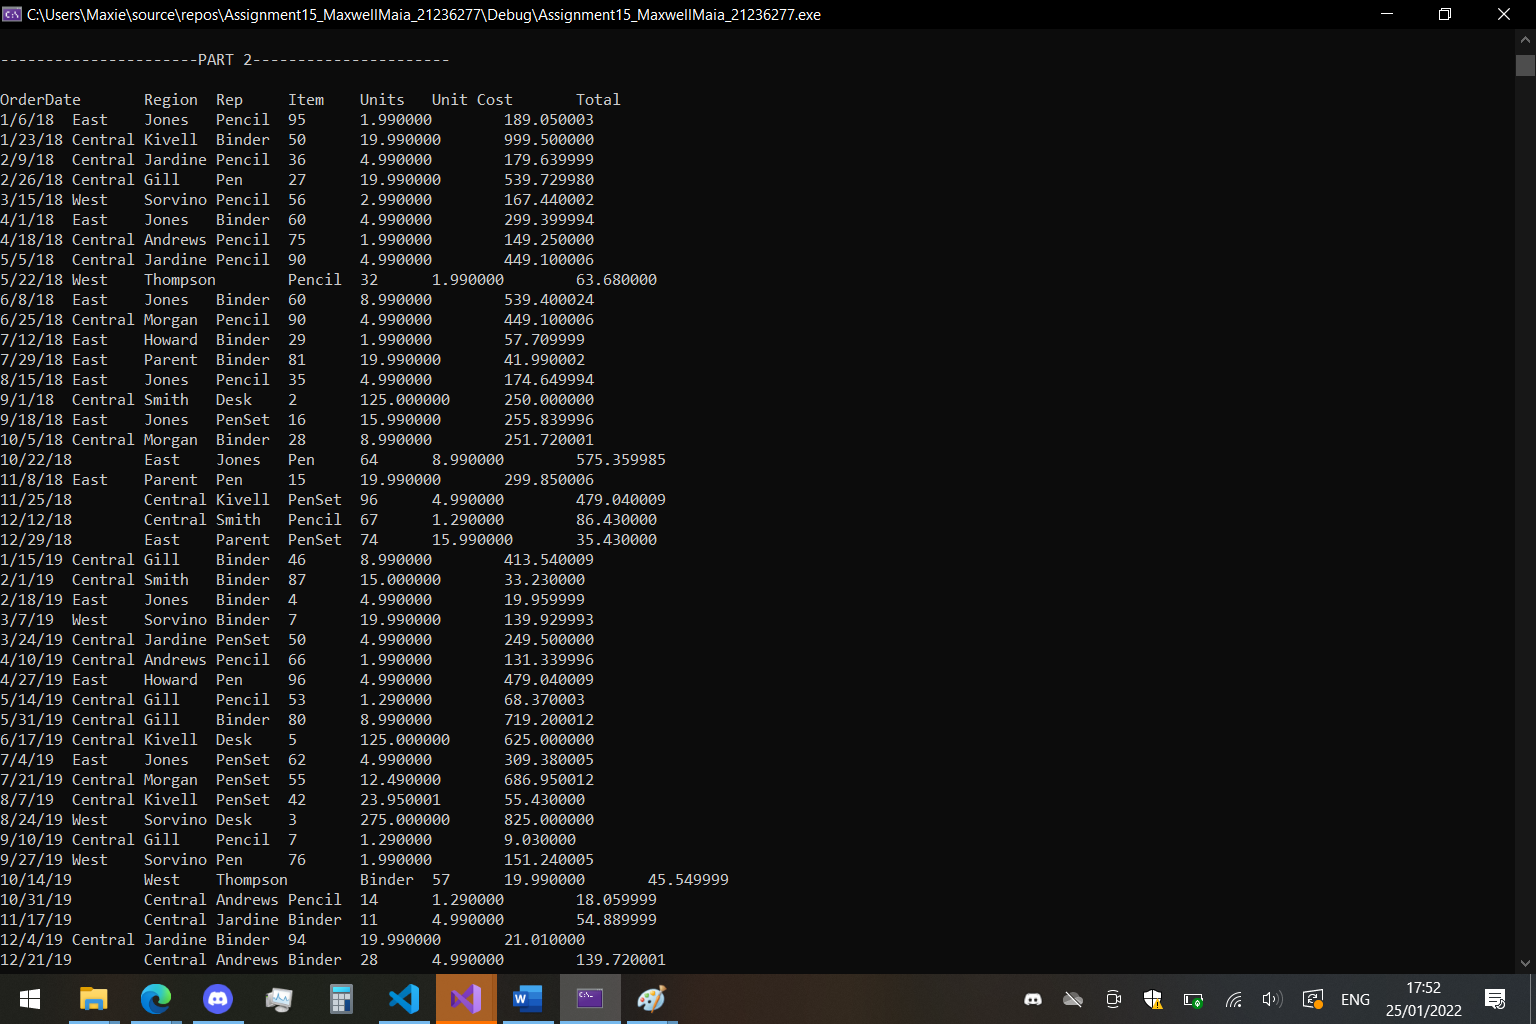 C:\Users\Maxie\source\repos\Assignment15_MaxwellMaia_21236277\Debug\Assignment15_MaxwellMaia_21236277.exe
----------------------PART 2----------------------
OrderDate Region Rep Item Units Unit Cost Total
1/6/18 East Jones Pencil 95 1.990000 189.050003
1/23/18 Central Kivell Binder 50 19.990000 999.500000
2/9/18 Central Jardine Pencil 36 4.990000 179.639999
2/26/18 Central Gill Pen 27 19.990000 539.729980
3/15/18 West Sorvino Pencil 56 2.990000 167.440002
4/1/18 East Jones Binder 60 4.990000 299.399994
4/18/18 Central Andrews Pencil 75 1.990000 149.250000
5/5/18 Central Jardine Pencil 90 4.990000 449.100006
5/22/18 West Thompson Pencil 32 1.990000 63.680000
6/8/18 East Jones Binder 60 8.990000 539.400024
6/25/18 Central Morgan Pencil 90 4.990000 449.100006
7/12/18 East Howard Binder 29 1.990000 57.709999
7/29/18 East Parent Binder 81 19.990000 41.990002
8/15/18 East Jones Pencil 35 4.990000 174.649994
9/1/18 Central Smith Desk 2 125.000000 250.000000
9/18/18 East Jones PenSet 16 15.990000 255.839996
10/5/18 Central Morgan Binder 28 8.990000 251.720001
10/22/18 East Jones Pen 64 8.990000 575.359985
11/8/18 East Parent Pen 15 19.990000 299.850006
11/25/18 Central Kivell PenSet 96 4.990000 479.040009
12/12/18 Central Smith Pencil 67 1.290000 86.430000
12/29/18 East Parent PenSet 74 15.990000 35.430000
1/15/19 Central Gill Binder 46 8.990000 413.540009
2/1/19 Central Smith Binder 87 15.000000 33.230000
2/18/19 East Jones Binder 4 4.990000 19.959999
3/7/19 West Sorvino Binder 7 19.990000 139.929993
3/24/19 Central Jardine PenSet 50 4.990000 249.500000
4/10/19 Central Andrews Pencil 66 1.990000 131.339996
4/27/19 East Howard Pen 96 4.990000 479.040009
5/14/19 Central Gill Pencil 53 1.290000 68.370003
5/31/19 Central Gill Binder 80 8.990000 719.200012
6/17/19 Central Kivell Desk 5 125.000000 625.000000
7/4/19 East Jones PenSet 62 4.990000 309.380005
7/21/19 Central Morgan PenSet 55 12.490000 686.950012
8/7/19 Central Kivell PenSet 42 23.950001 55.430000
8/24/19 West Sorvino Desk 3 275.000000 825.000000
9/10/19 Central Gill Pencil 7 1.290000 9.030000
9/27/19 West Sorvino Pen 76 1.990000 151.240005
10/14/19 West Thompson Binder 57 19.990000 45.549999
10/31/19 Central Andrews Pencil 14 1.290000 18.059999
11/17/19 Central Jardine Binder 11 4.990000 54.889999
12/4/19 Central Jardine Binder 94 19.990000 21.010000
12/21/19 Central Andrews Binder 28 4.990000 139.720001
ENG
17:52
25/01/2022